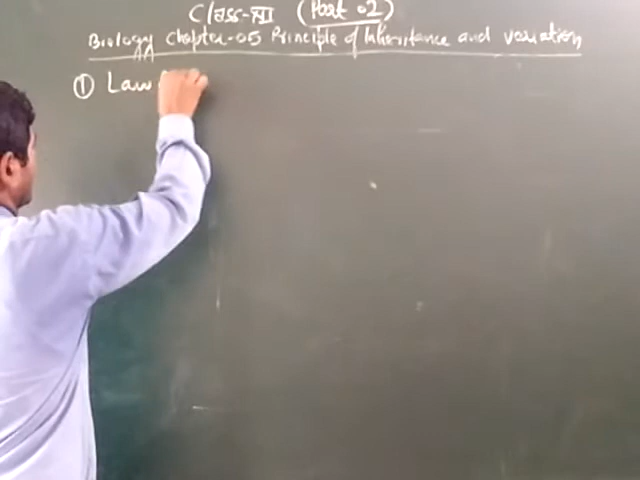 Class-XII (Part 02)
Biology Chapter-05 Principle of Inheritance and variation
① Law